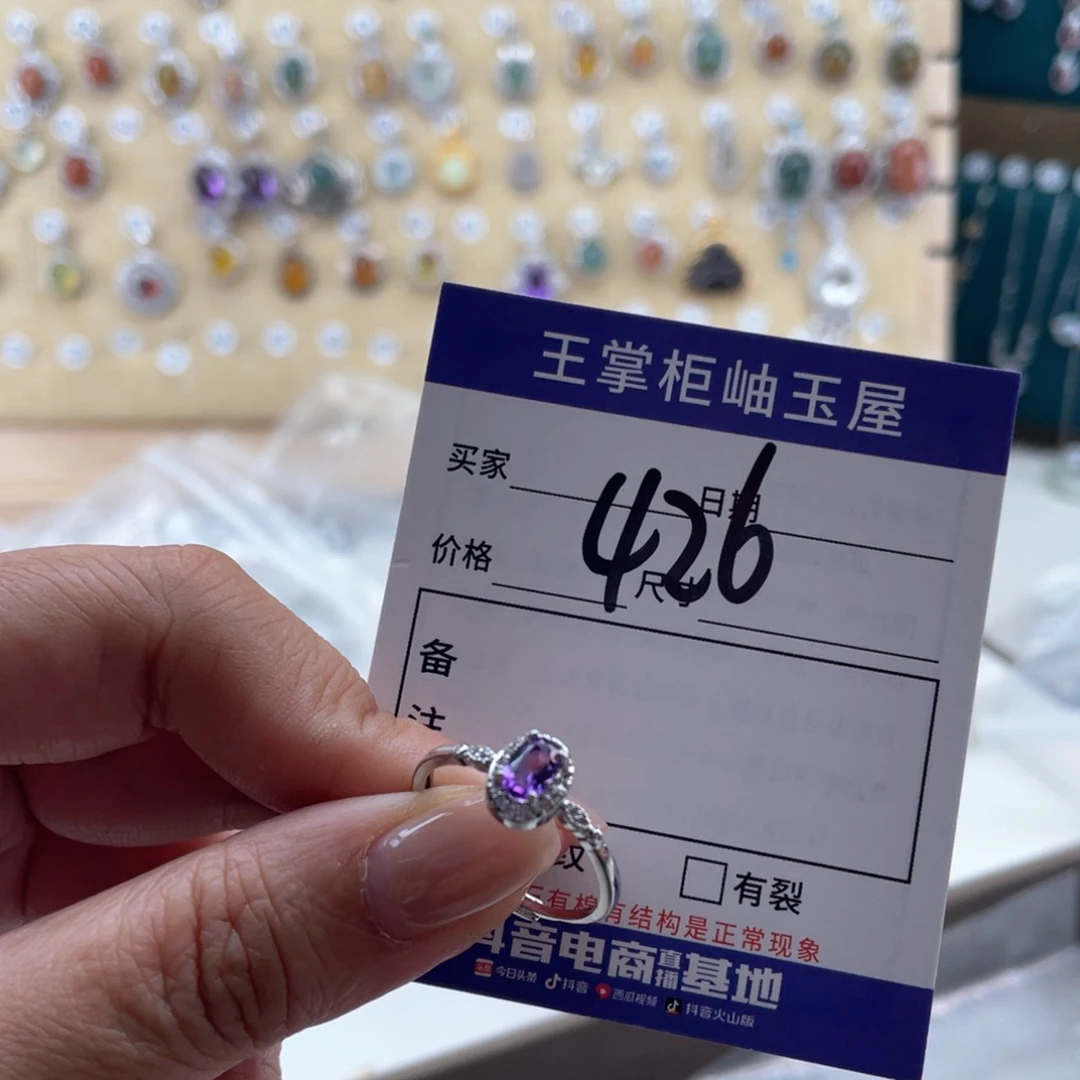 王掌柜岫玉屋
买家 日期
426
价格 尺寸
备
注
有裂
有结构是正常现象
抖音电商直播基地
今日头条 抖音 西瓜视频 抖音火山版